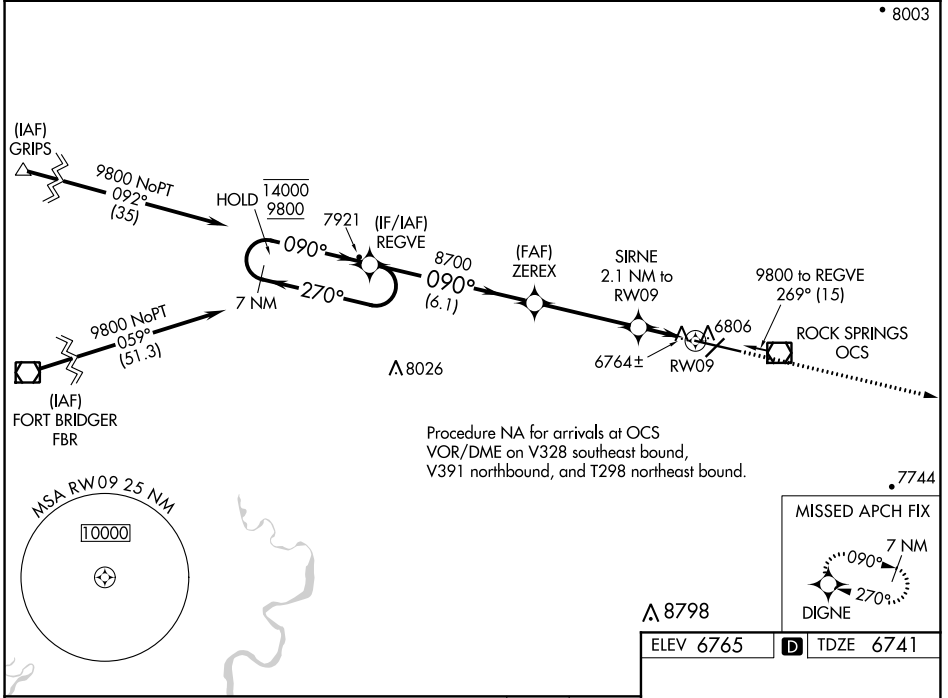 8003
(IAF)
GRIPS
9800 NoPT
092°
(35)
HOLD
14000
9800
7921
(IF/IAF)
REGVE
090°
270°
7 NM
8700
090°
(6.1)
(FAF)
ZEREX
SIRNE
2.1 NM to
RW09
9800 to REGVE
269° (15)
6806
ROCK SPRINGS
OCS
6764±
RW09
9800 NoPT
059°
(51.3)
8026
(IAF)
FORT BRIDGER
FBR
Procedure NA for arrivals at OCS
VOR/DME on V328 southeast bound,
V391 northbound, and T298 northeast bound.
7744
MSA RW09 25 NM
10000
MISSED APCH FIX
7 NM
090°
270°
DIGNE
8798
ELEV 6765 D TDZE 6741